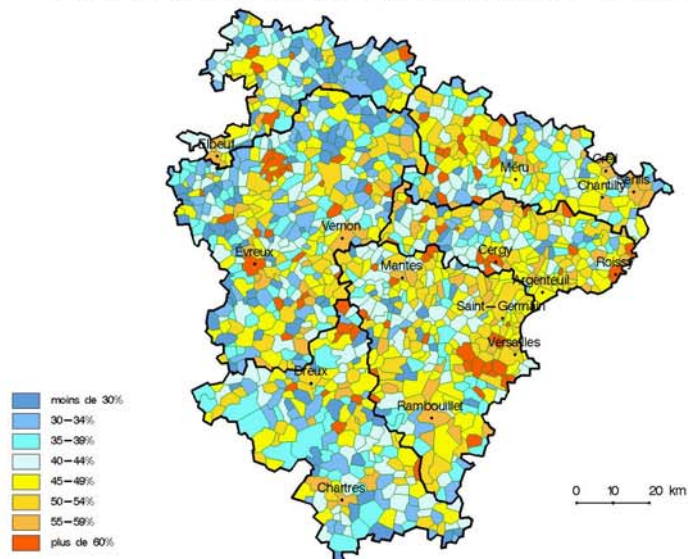 Elbeuf
Méru
Creil
Senlis
Chantilly
Vernon
Évreux
Mantes
Cergy
Roissy
Argenteuil
Saint-Germain
Versailles
Dreux
Rambouillet
Chartres
moins de 30%
30-34%
35-39%
40-44%
45-49%
50-54%
55-59%
plus de 60%
0 10 20 km